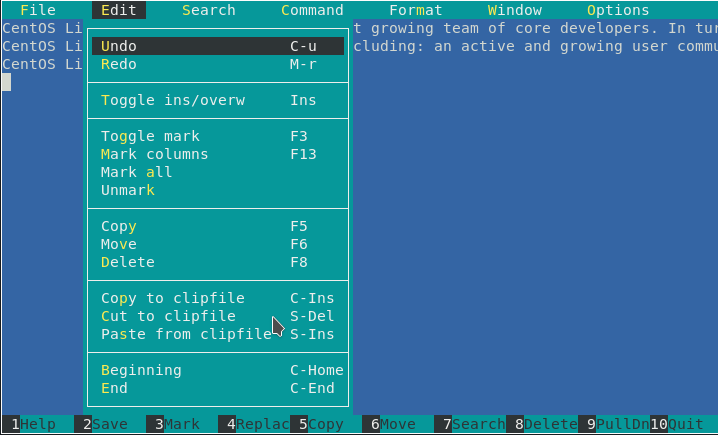 File Edit Search Command Format Window Options
CentOS Li t growing team of core developers. In tur
CentOS Li cluding: an active and growing user commu
CentOS Li
Undo C-u
Redo M-r
Toggle ins/overw Ins
Toggle mark F3
Mark columns F13
Mark all
Unmark
Copy F5
Move F6
Delete F8
Copy to clipfile C-Ins
Cut to clipfile S-Del
Paste from clipfile S-Ins
Beginning C-Home
End C-End
1Help 2Save 3Mark 4Replac 5Copy 6Move 7Search 8Delete 9PullDn 10Quit